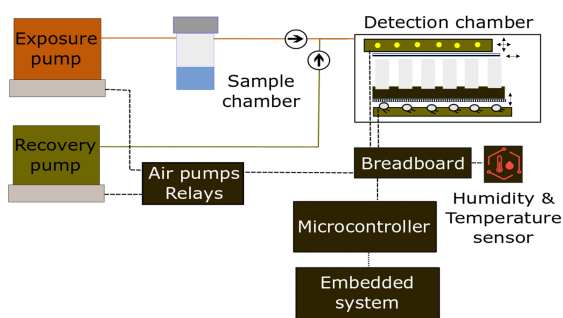 Detection chamber
Exposure
pump
Sample
chamber
Recovery
pump
Air pumps
Relays
Breadboard
Humidity &
Temperature
sensor
Microcontroller
Embedded
system